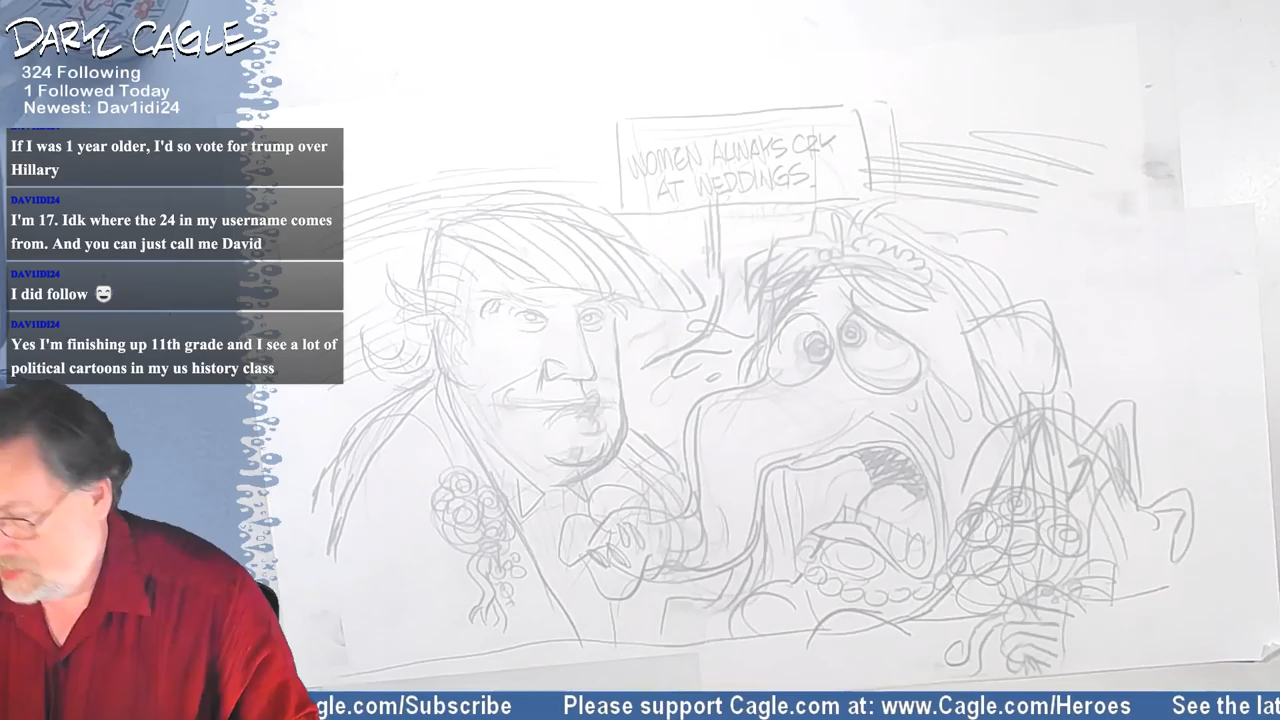 DARYL CAGLE
324 Following
1 Followed Today
Newest: Dav1idi24
If I was 1 year older, I'd so vote for trump over
Hillary
DAV1IDI24
I'm 17. Idk where the 24 in my username comes
from. And you can just call me David
DAV1IDI24
I did follow
DAV1IDI24
Yes I'm finishing up 11th grade and I see a lot of
political cartoons in my us history class
WOMEN ALWAYS CRY
AT WEDDINGS.
gle.com/Subscribe Please support Cagle.com at: www.Cagle.com/Heroes See the lat